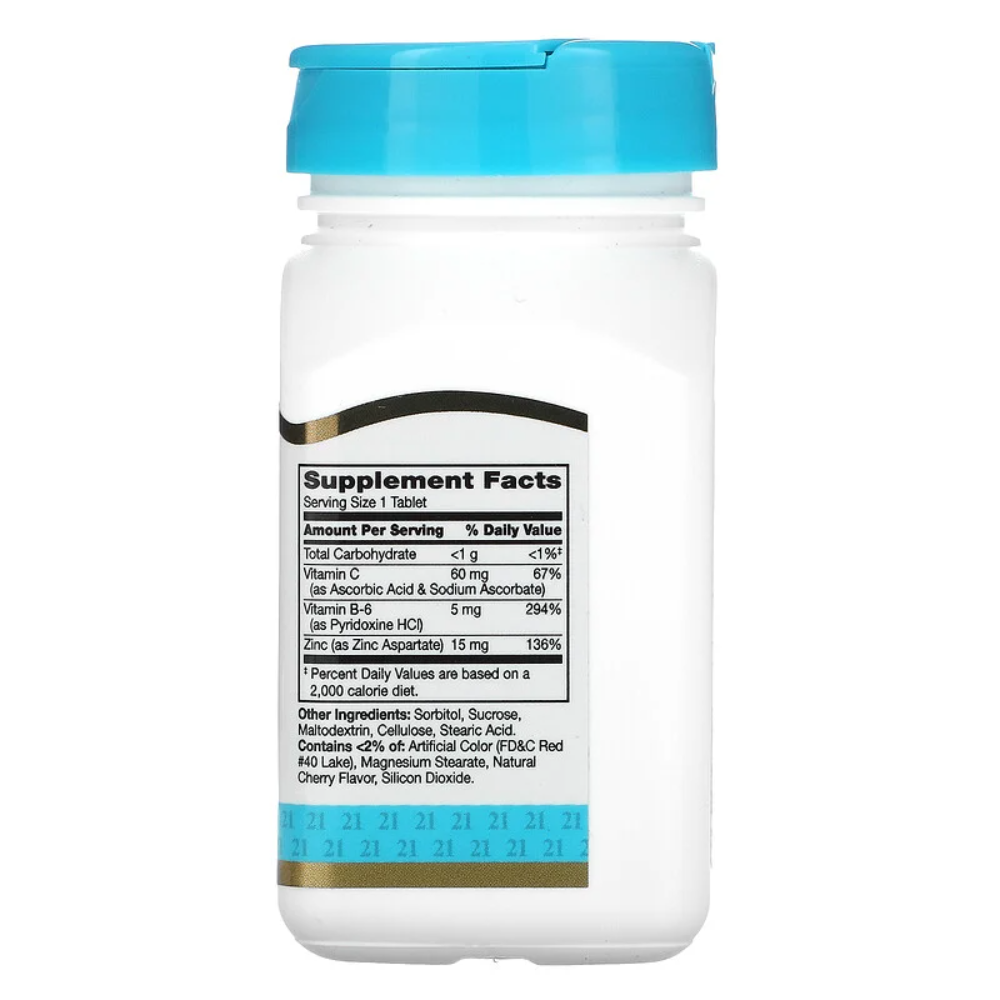 Supplement Facts
Serving Size 1 Tablet
Amount Per Serving % Daily Value
Total Carbohydrate <1 g <1%‡
Vitamin C 60 mg 67%
(as Ascorbic Acid & Sodium Ascorbate)
Vitamin B-6 5 mg 294%
(as Pyridoxine HCl)
Zinc (as Zinc Aspartate) 15 mg 136%
‡ Percent Daily Values are based on a
2,000 calorie diet.
Other Ingredients: Sorbitol, Sucrose,
Maltodextrin, Cellulose, Stearic Acid.
Contains <2% of: Artificial Color (FD&C Red
#40 Lake), Magnesium Stearate, Natural
Cherry Flavor, Silicon Dioxide.
21 21 21 21 21 21 21 21 21
21 21 21 21 21 21 21 21 2